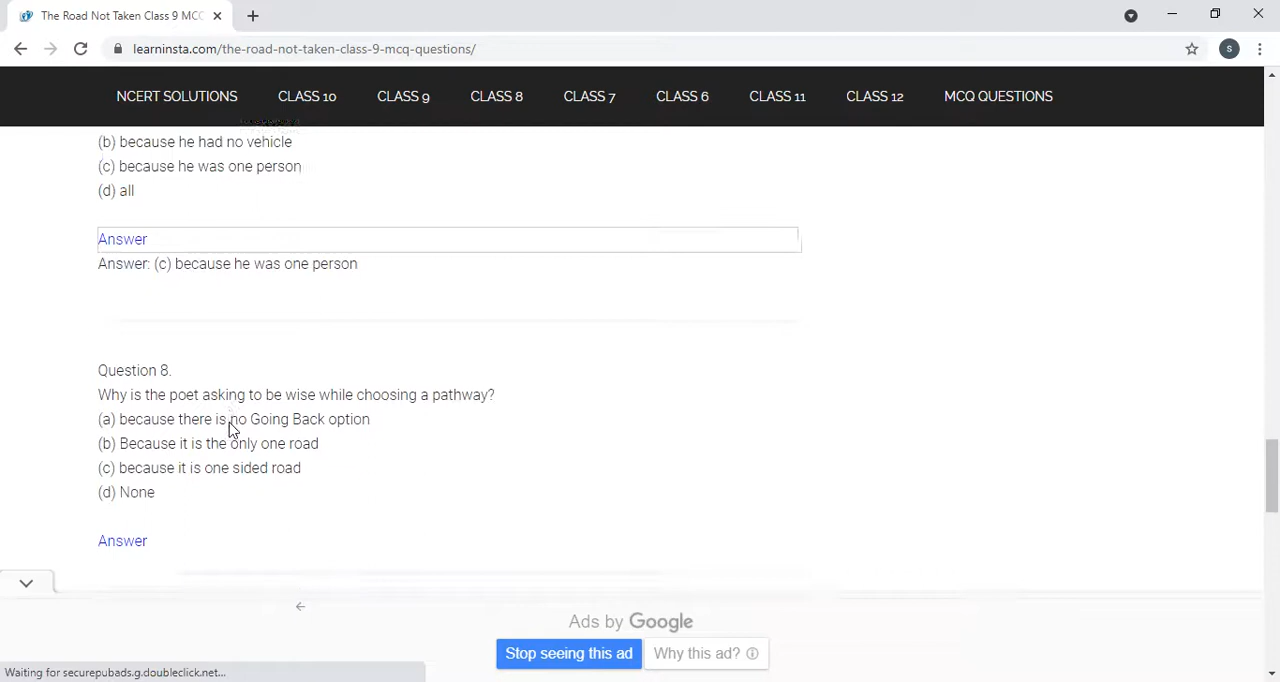 The Road Not Taken Class 9 MCC
learninsta.com/the-road-not-taken-class-9-mcq-questions/
S
NCERT SOLUTIONS CLASS 10 CLASS 9 CLASS 8 CLASS 7 CLASS 6 CLASS 11 CLASS 12 MCQ QUESTIONS
(b) because he had no vehicle
(c) because he was one person
(d) all
Answer
Answer: (c) because he was one person
Question 8.
Why is the poet asking to be wise while choosing a pathway?
(a) because there is no Going Back option
(b) Because it is the only one road
(c) because it is one sided road
(d) None
Answer
Ads by Google
Stop seeing this ad Why this ad?
Waiting for securepubads.g.doubleclick.net...